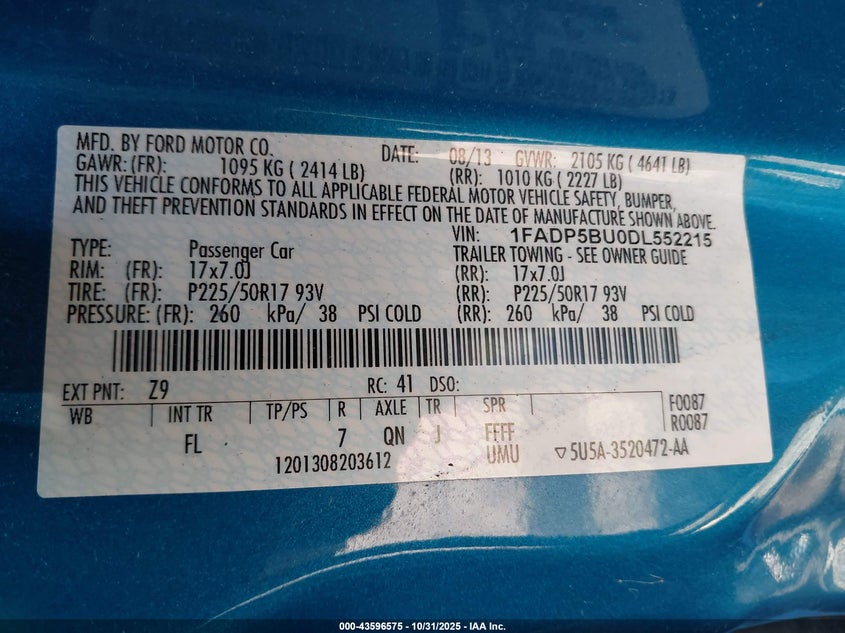 MFD. BY FORD MOTOR CO.
DATE: 08/13 GVWR: 2105 KG ( 4641 LB)
GAWR: (FR): 1095 KG ( 2414 LB) (RR): 1010 KG ( 2227 LB)
THIS VEHICLE CONFORMS TO ALL APPLICABLE FEDERAL MOTOR VEHICLE SAFETY, BUMPER,
AND THEFT PREVENTION STANDARDS IN EFFECT ON THE DATE OF MANUFACTURE SHOWN ABOVE.
VIN: 1FADP5BU0DL552215
TYPE: Passenger Car TRAILER TOWING - SEE OWNER GUIDE
RIM: (FR): 17x7.0J (RR): 17x7.0J
TIRE: (FR): P225/50R17 93V (RR): P225/50R17 93V
PRESSURE: (FR): 260 kPa/ 38 PSI COLD (RR): 260 kPa/ 38 PSI COLD
EXT PNT: Z9 RC: 41 DSO:
WB INT TR TP/PS R AXLE TR SPR F0087
R0087
FL 7 QN J FFFF
1201308203612 UMU ▽5U5A-3520472-AA
000-43596575 - 10/31/2025 - IAA Inc.